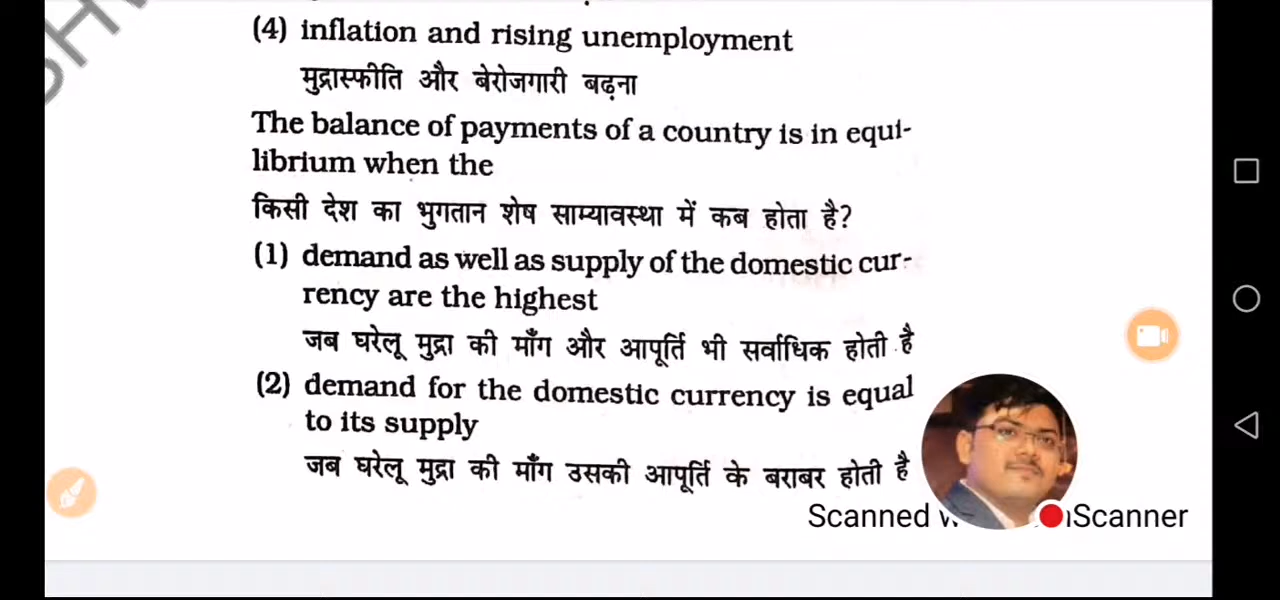 (4) inflation and rising unemployment
मुद्रास्फीति और बेरोजगारी बढ़ना
The balance of payments of a country is in equi-
librium when the
किसी देश का भुगतान शेष साम्यावस्था में कब होता है?
(1) demand as well as supply of the domestic cur-
rency are the highest
जब घरेलू मुद्रा की माँग और आपूर्ति भी सर्वाधिक होती है
(2) demand for the domestic currency is equal
to its supply
जब घरेलू मुद्रा की माँग उसकी आपूर्ति के बराबर होती है
Scanned Scanner